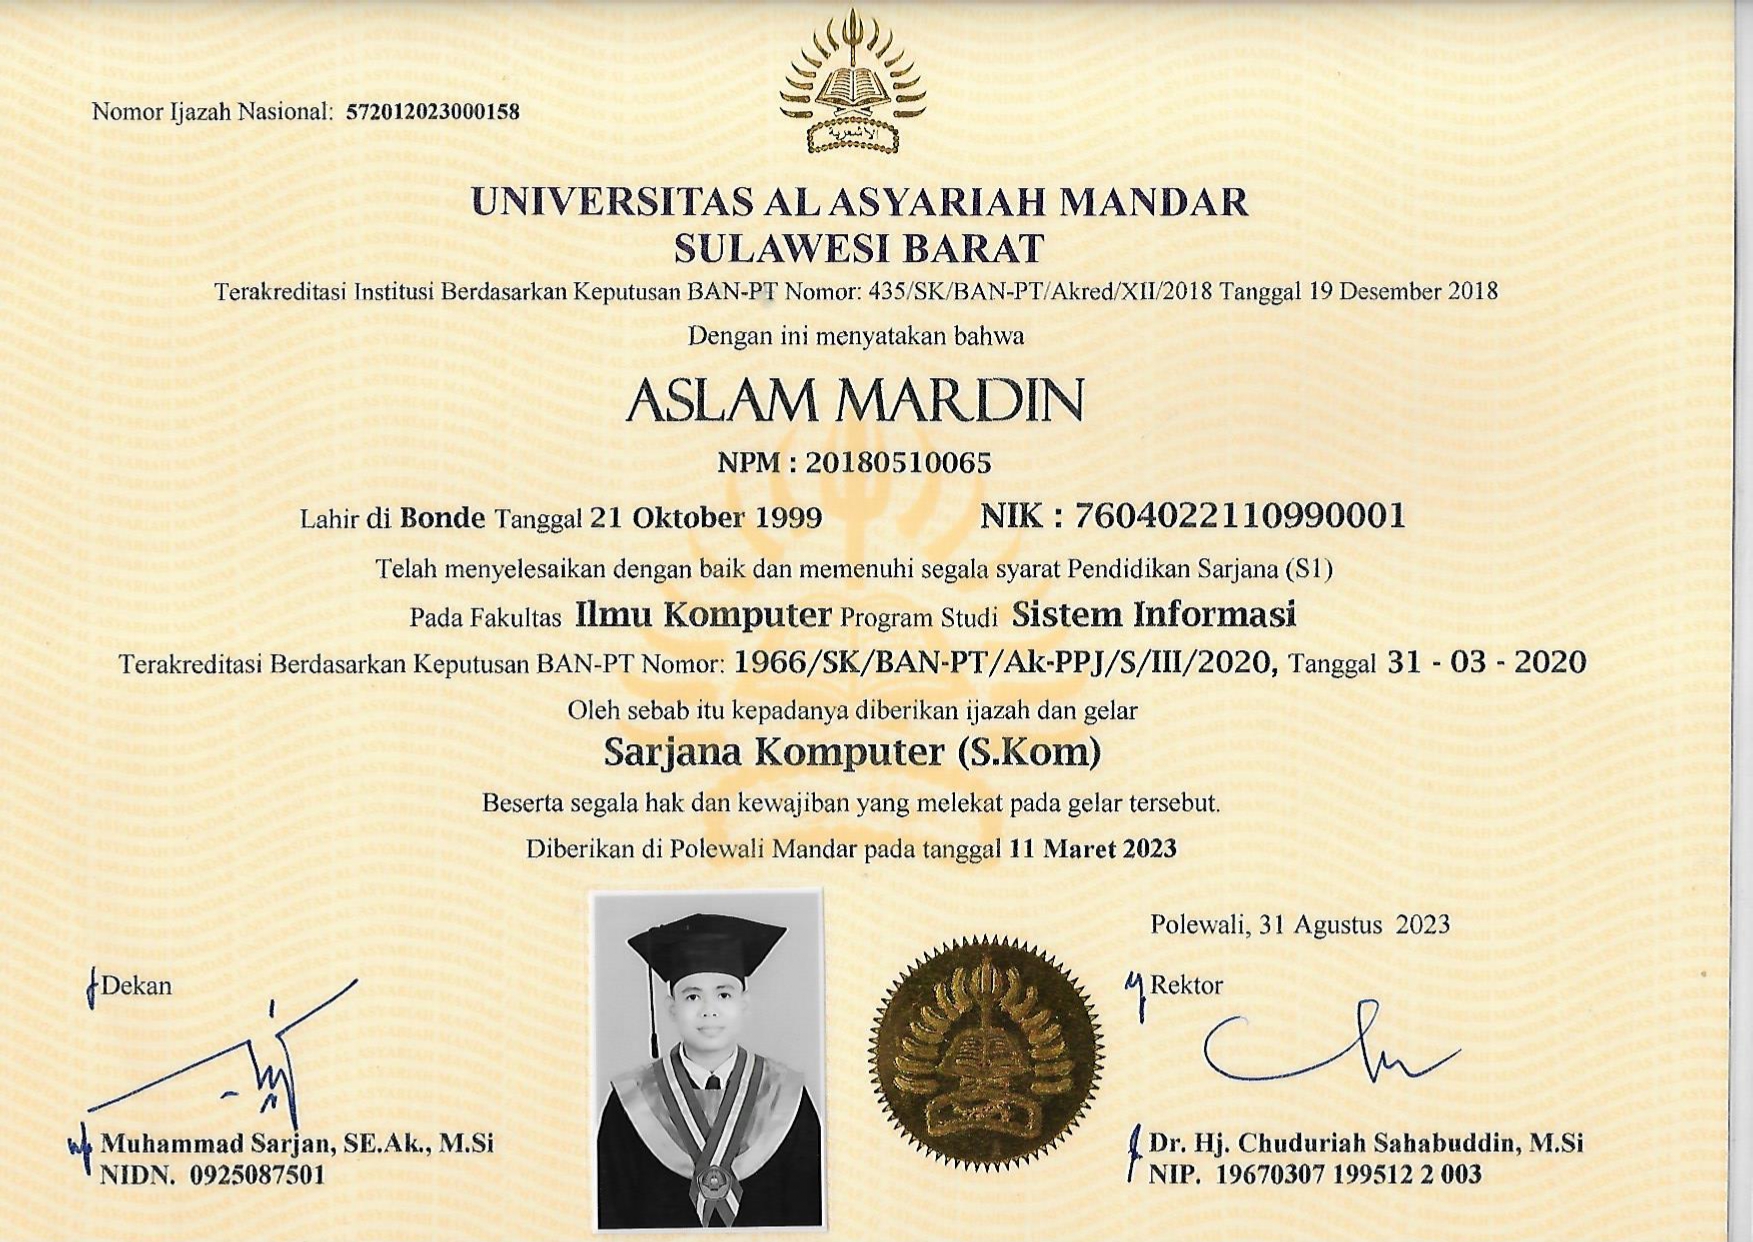 الأشعرية
Nomor Ijazah Nasional: 572012023000158
UNIVERSITAS AL ASYARIAH MANDAR
SULAWESI BARAT
Terakreditasi Institusi Berdasarkan Keputusan BAN-PT Nomor: 435/SK/BAN-PT/Akred/XII/2018 Tanggal 19 Desember 2018
Dengan ini menyatakan bahwa
ASLAM MARDIN
NPM : 20180510065
Lahir di Bonde Tanggal 21 Oktober 1999 NIK : 7604022110990001
Telah menyelesaikan dengan baik dan memenuhi segala syarat Pendidikan Sarjana (S1)
Pada Fakultas Ilmu Komputer Program Studi Sistem Informasi
Terakreditasi Berdasarkan Keputusan BAN-PT Nomor: 1966/SK/BAN-PT/Ak-PPJ/S/III/2020, Tanggal 31 - 03 - 2020
Oleh sebab itu kepadanya diberikan ijazah dan gelar
Sarjana Komputer (S.Kom)
Beserta segala hak dan kewajiban yang melekat pada gelar tersebut.
Diberikan di Polewali Mandar pada tanggal 11 Maret 2023
Polewali, 31 Agustus 2023
Dekan
Rektor
Muhammad Sarjan, SE.Ak., M.Si
NIDN. 0925087501
Dr. Hj. Chuduriah Sahabuddin, M.Si
NIP. 19670307 199512 2 003